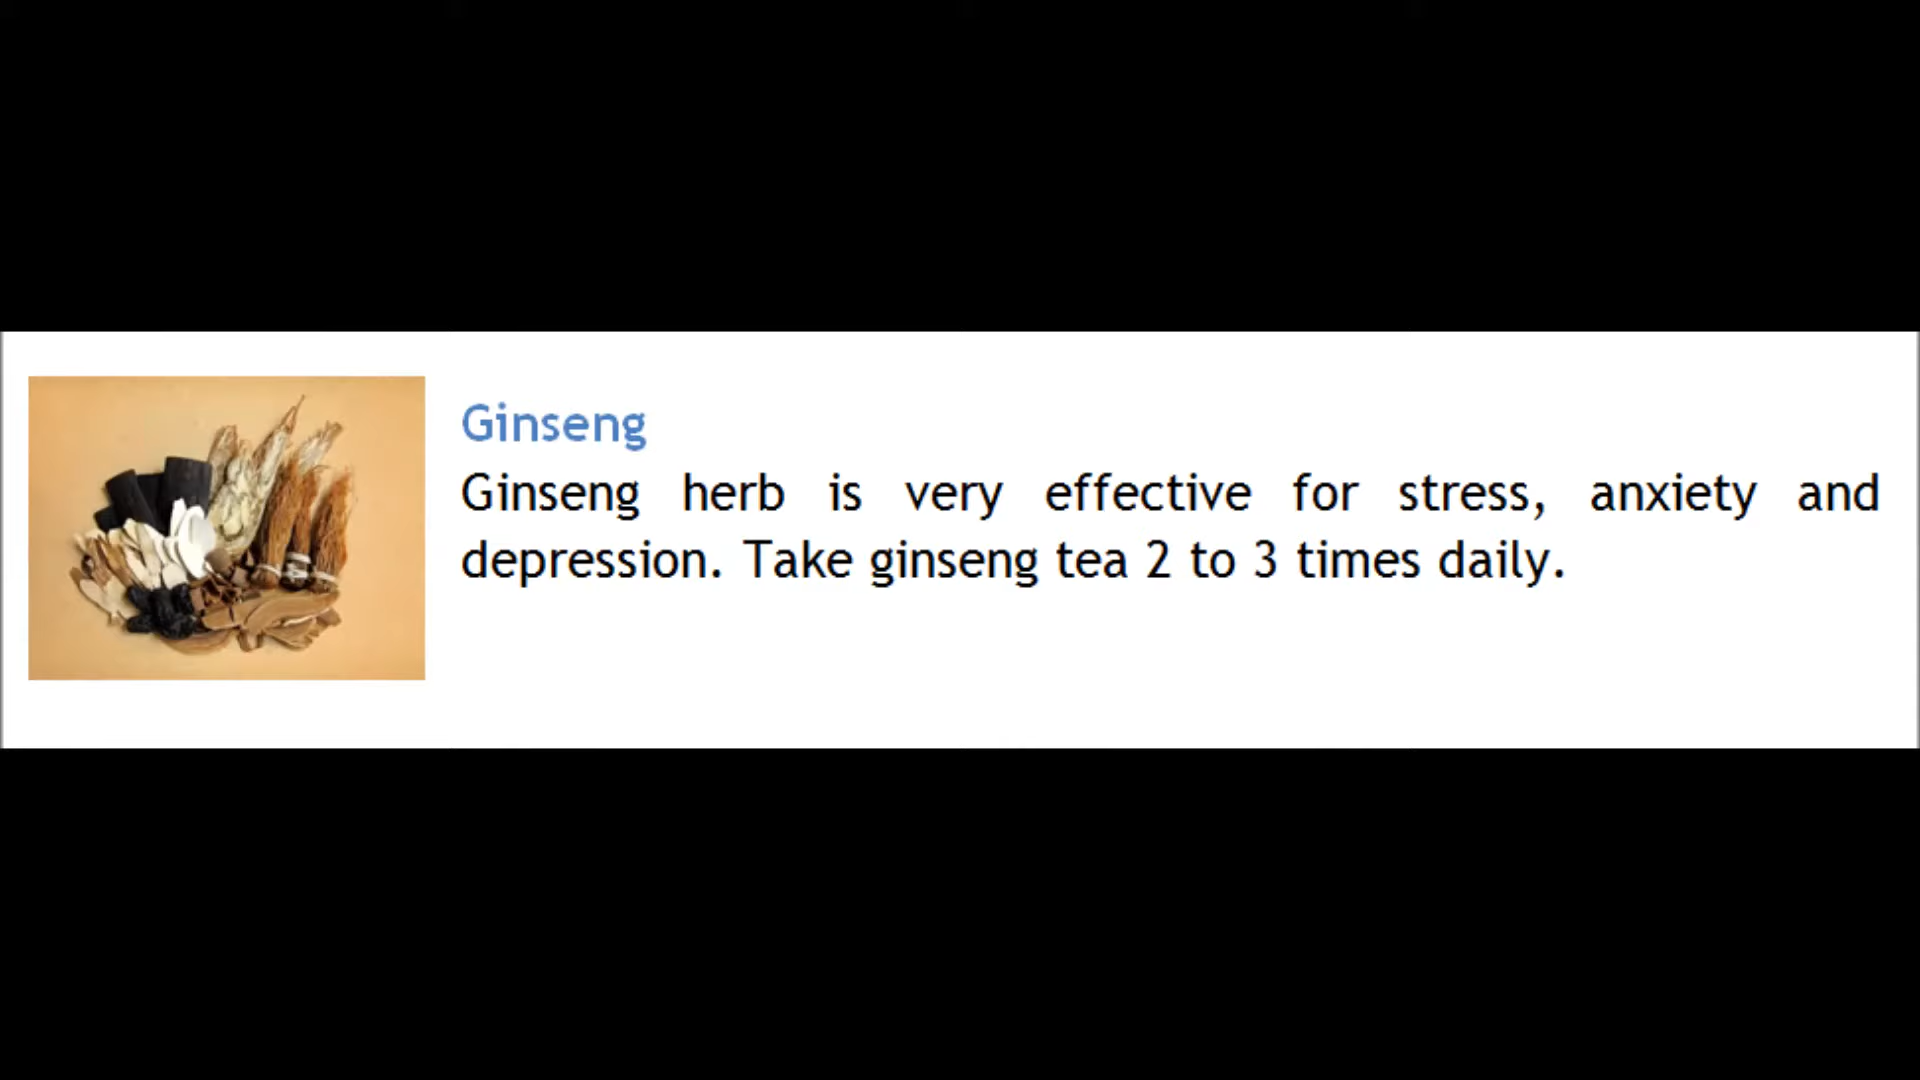 Ginseng
Ginseng herb is very effective for stress, anxiety and
depression. Take ginseng tea 2 to 3 times daily.